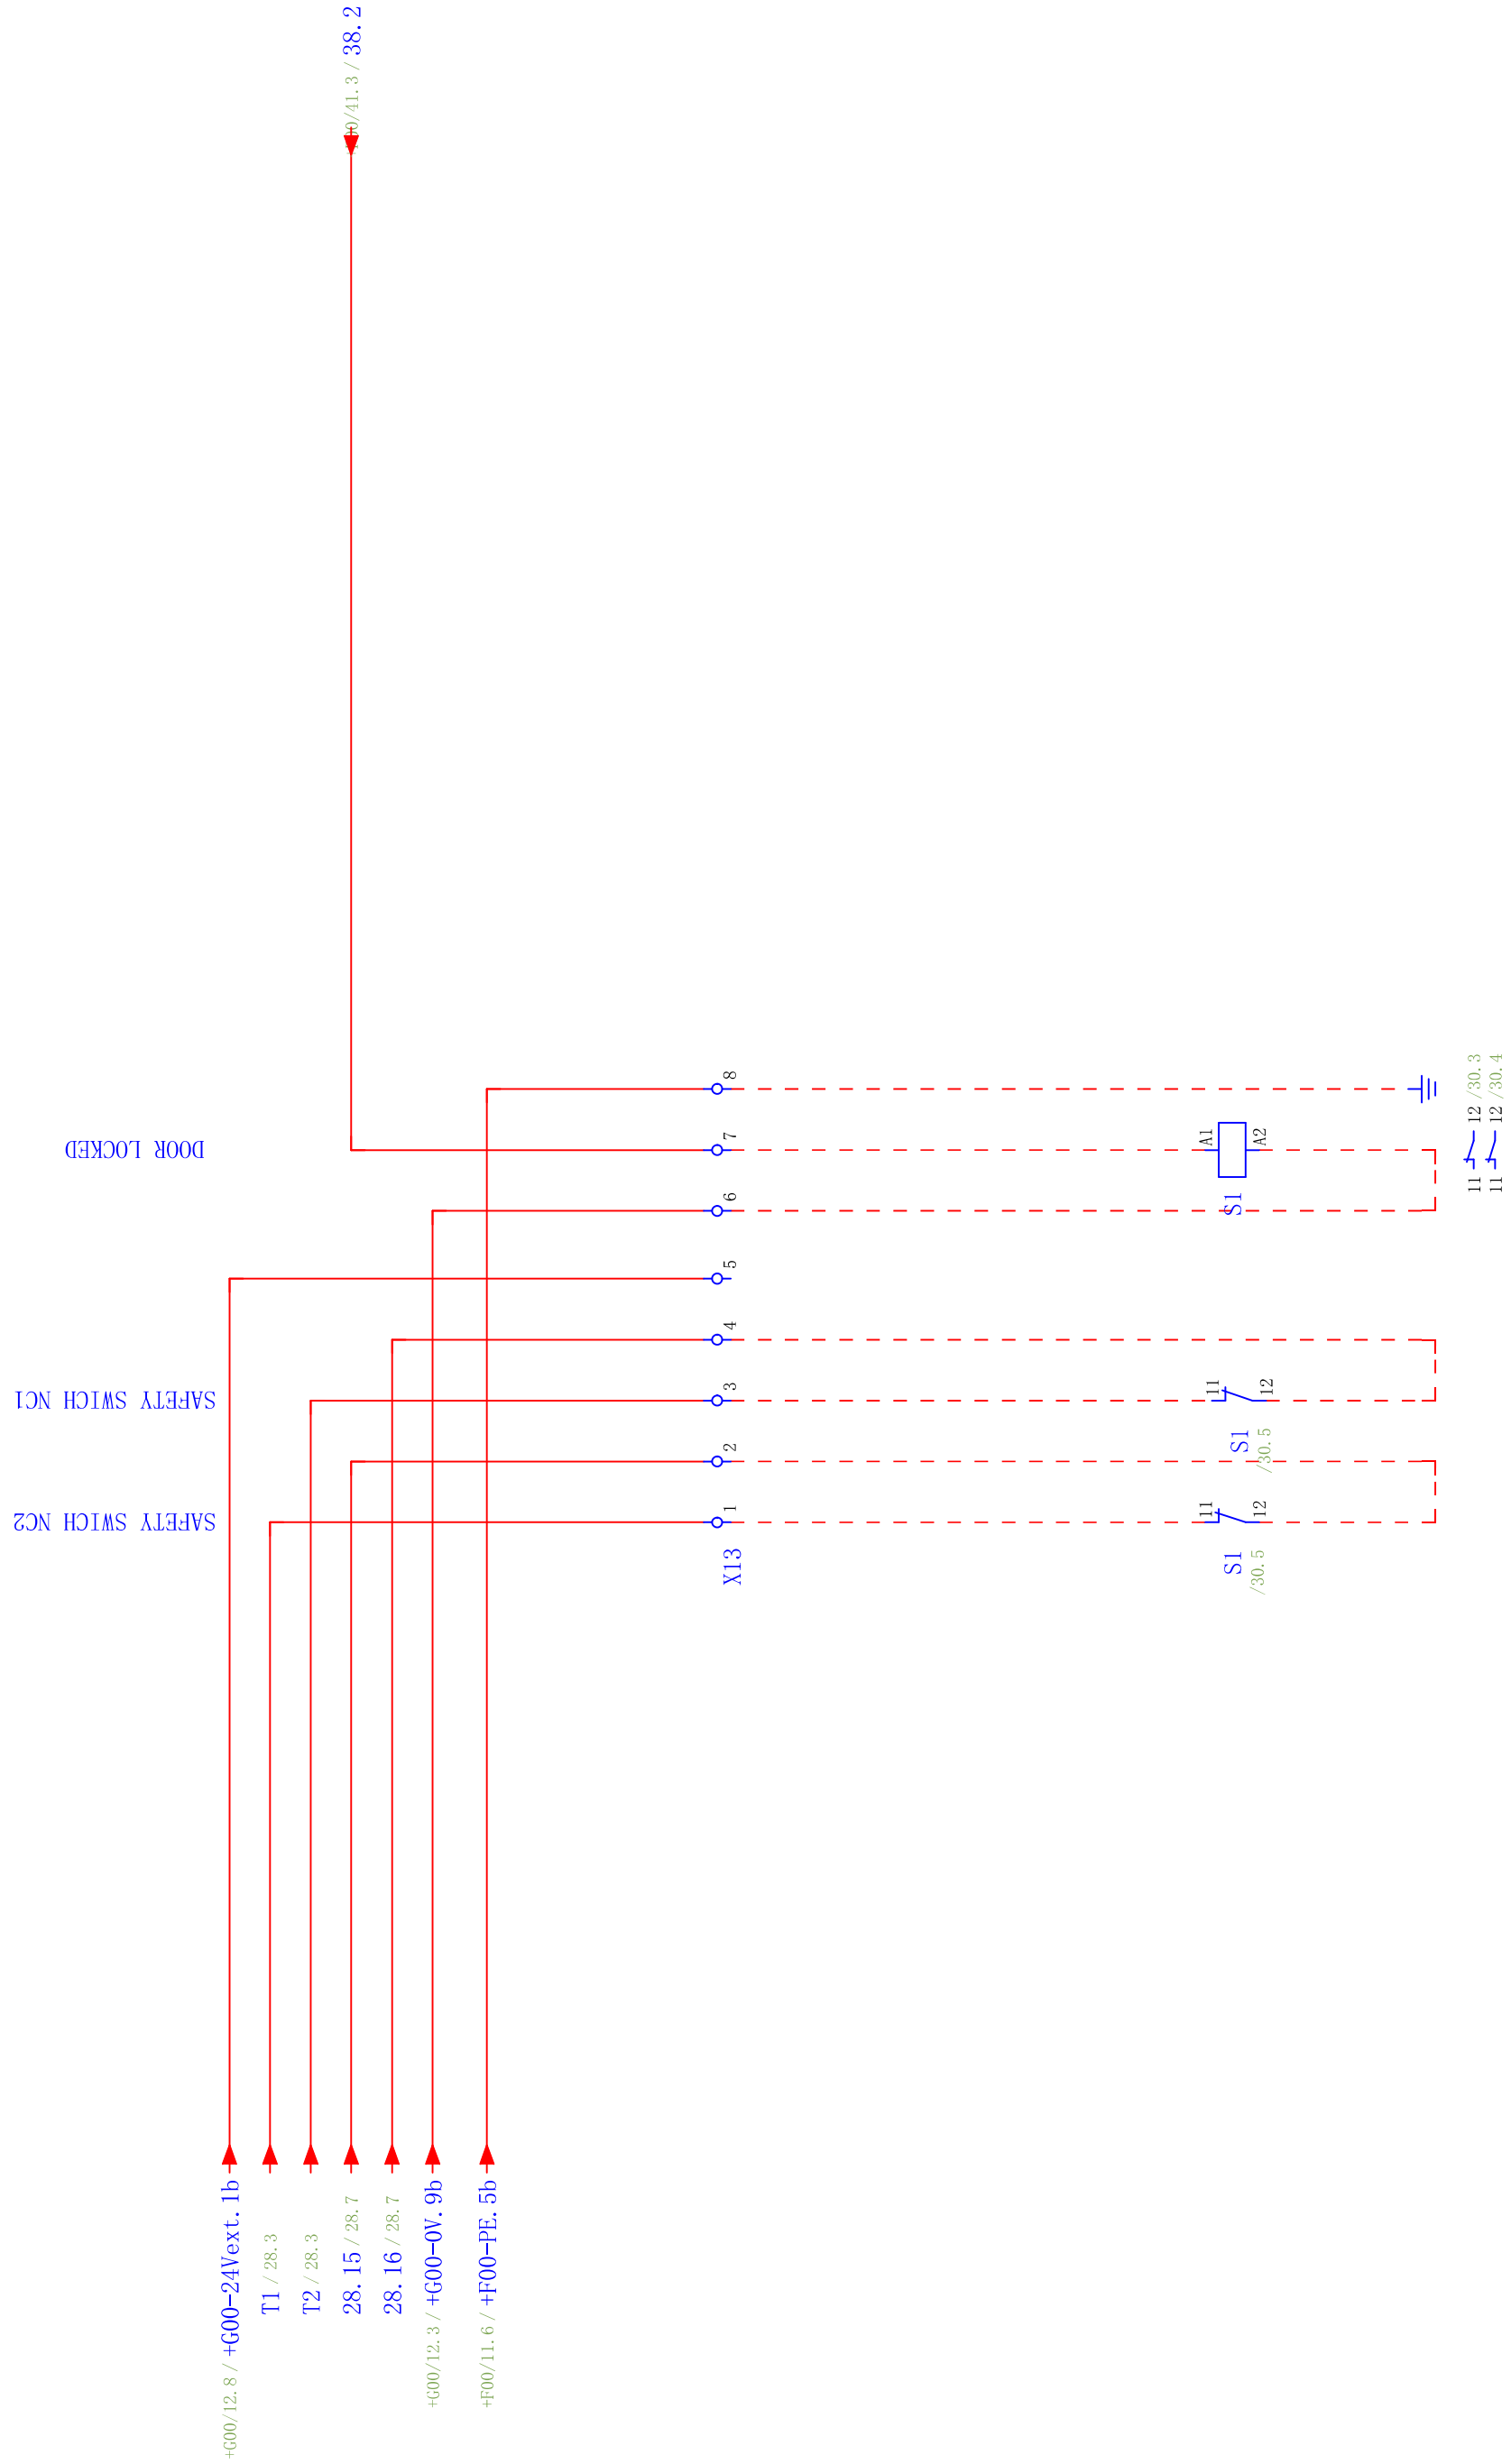 /41.3 / 38.2
8
DOOR LOCKED
7
A1
A2
S1
6
5
4
SAFETY SWICH NC1
3
11
12
S1
/30.5
2
SAFETY SWICH NC2
1
11
12
S1
/30.5
X13
11 12 /30.3
11 12 /30.4
+G00/12.8 / +G00-24Vext.1b
T1 / 28.3
T2 / 28.3
28.15 / 28.7
28.16 / 28.7
+G00/12.3 / +G00-0V.9b
+F00/11.6 / +F00-PE.5b